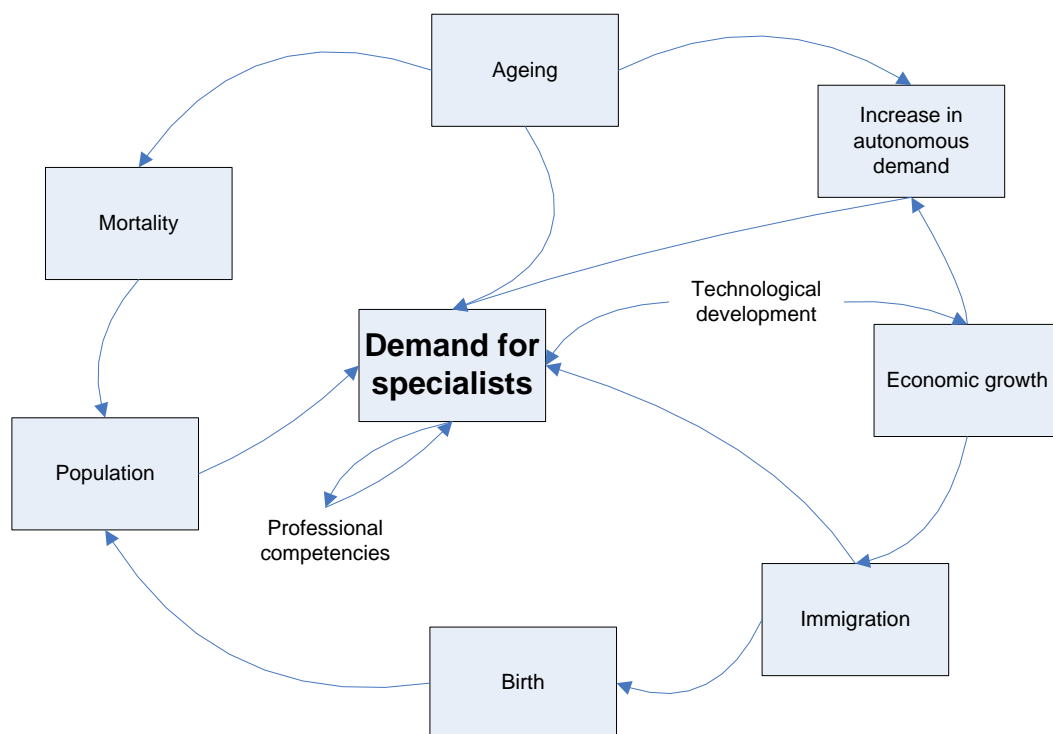 Ageing
Increase in
autonomous
demand
Mortality
Technological
development
Demand for
specialists
Economic growth
Population
Professional
competencies
Immigration
Birth